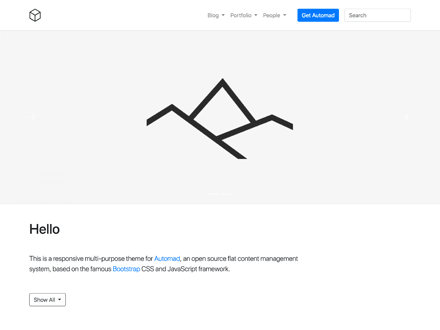 Blog Portfolio People Get Automad Search
Hello
This is a responsive multi-purpose theme for Automad, an open source flat content management
system, based on the famous Bootstrap CSS and JavaScript framework.
Show All